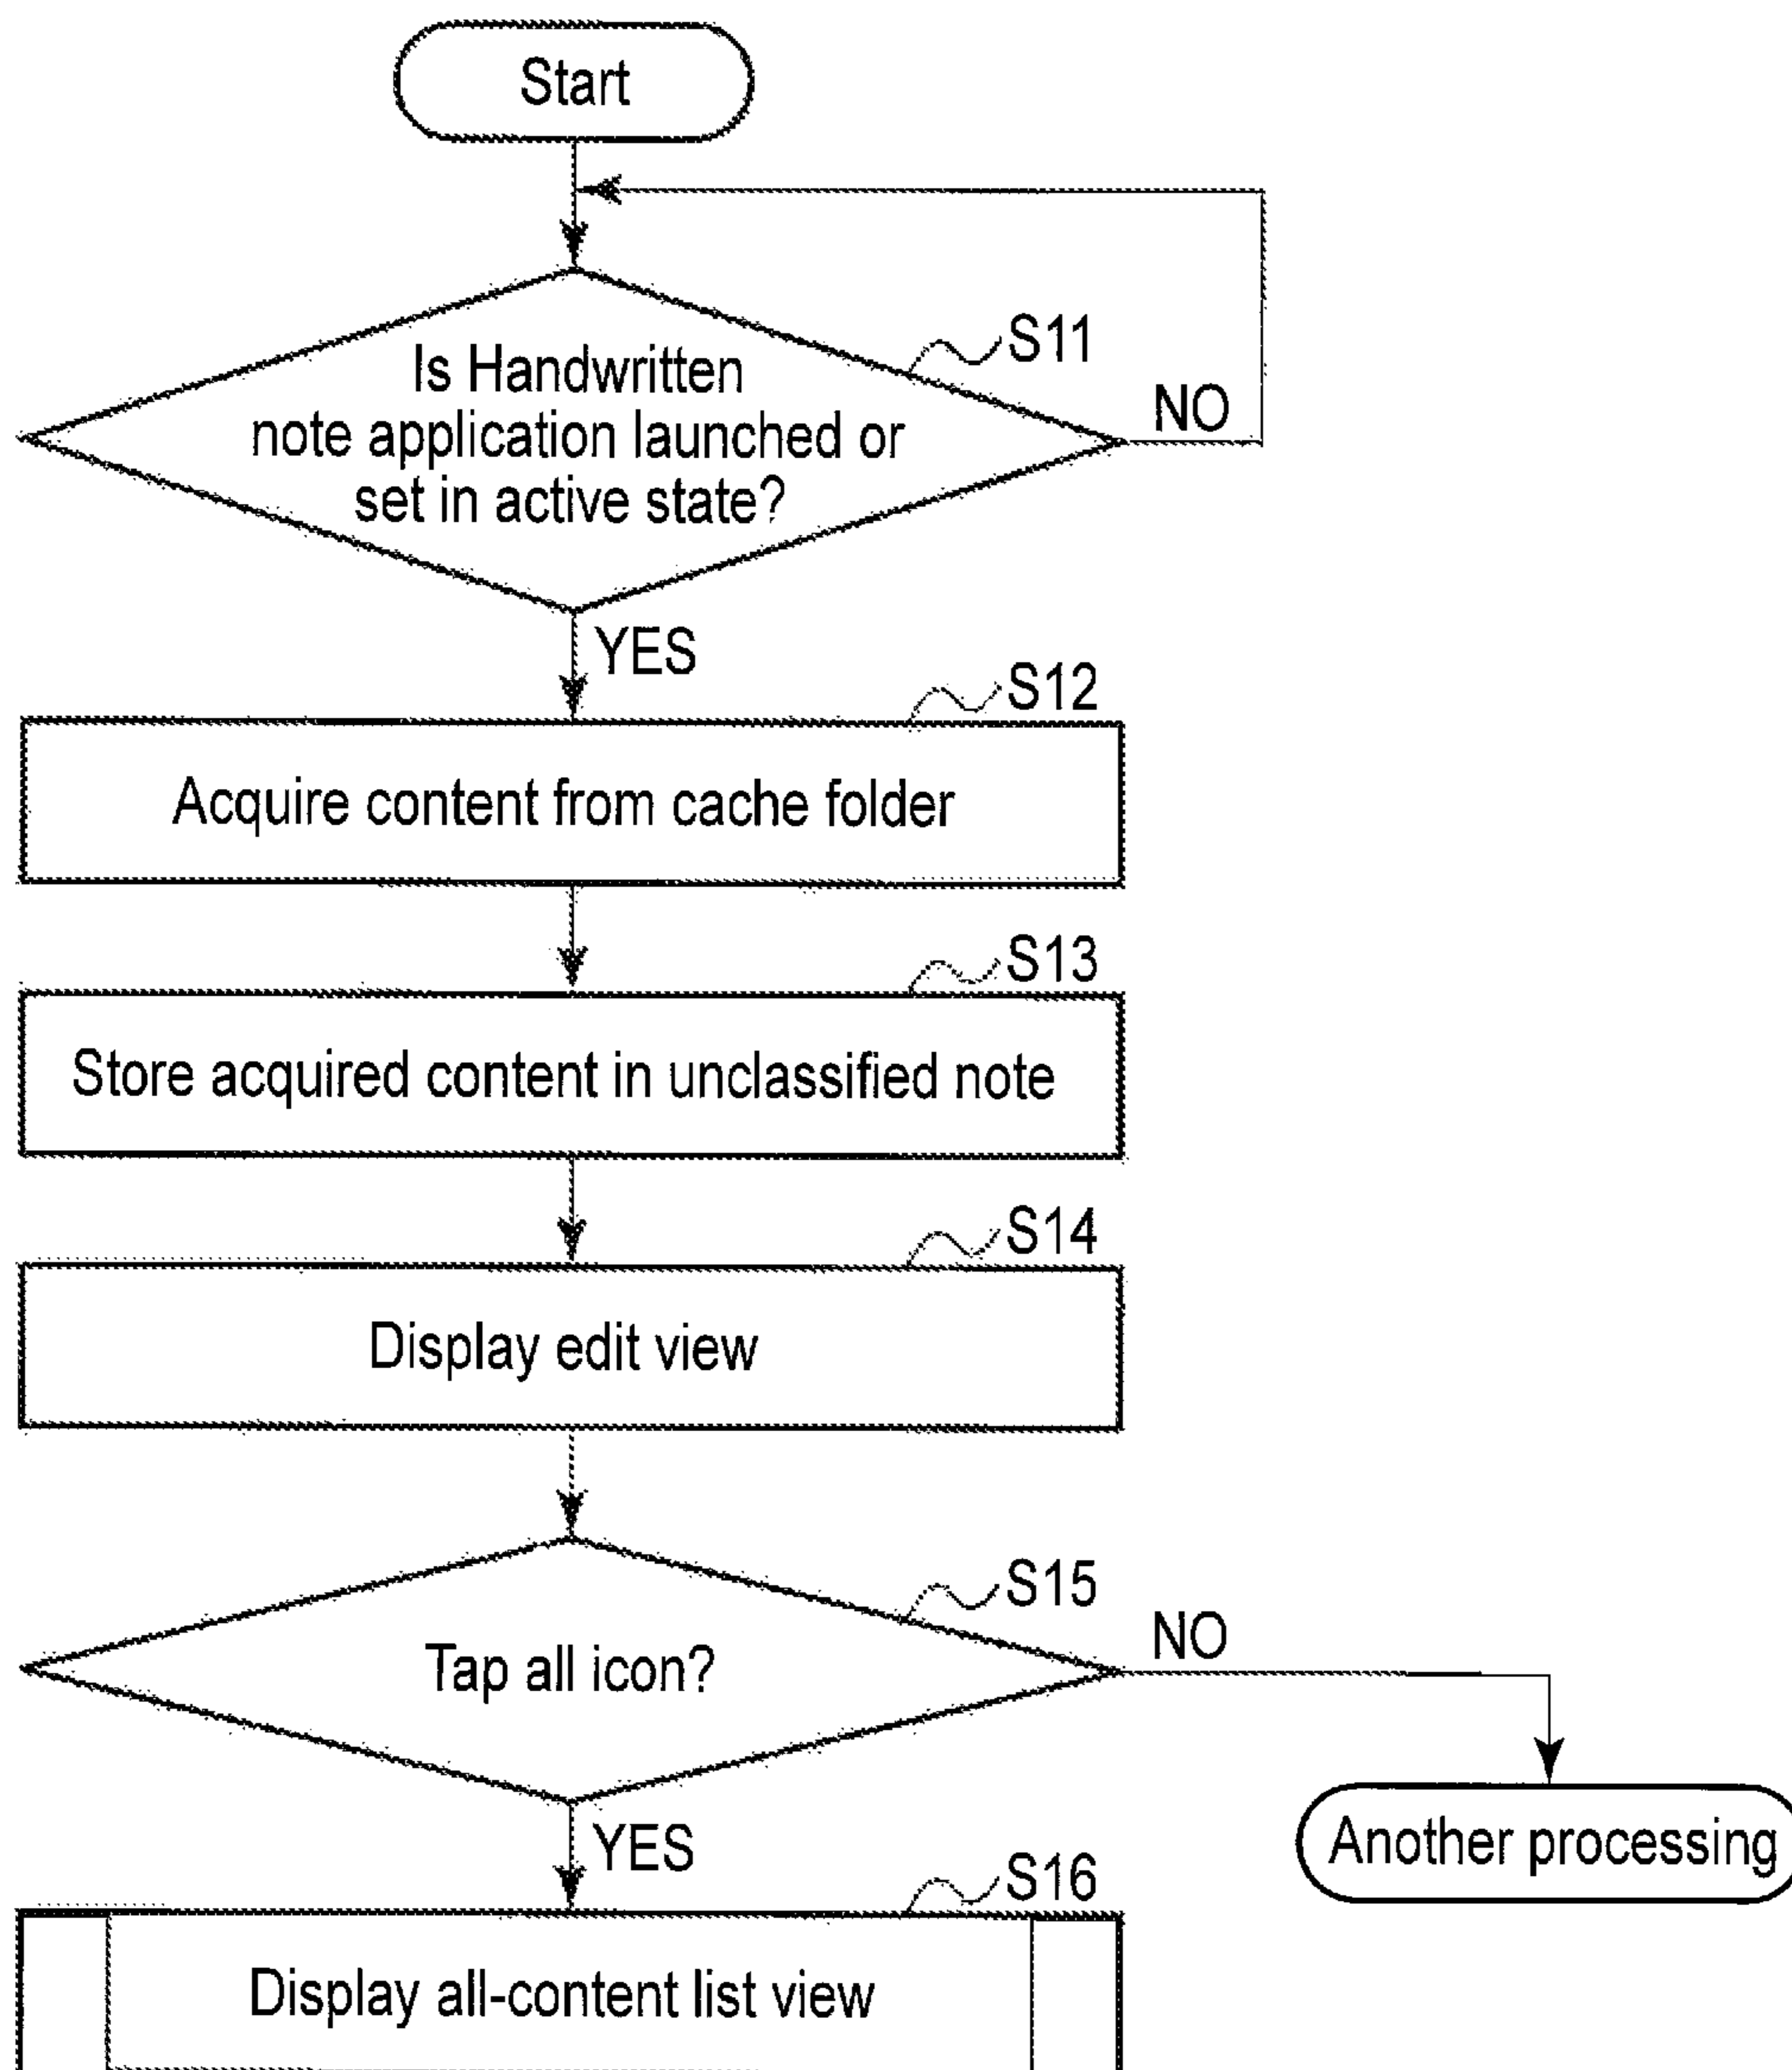 Start
S11
Is Handwritten
note application launched or
set in active state?
NO
YES
S12
Acquire content from cache folder
S13
Store acquired content in unclassified note
S14
Display edit view
S15
Tap all icon?
NO
YES
Another processing
S16
Display all-content list view